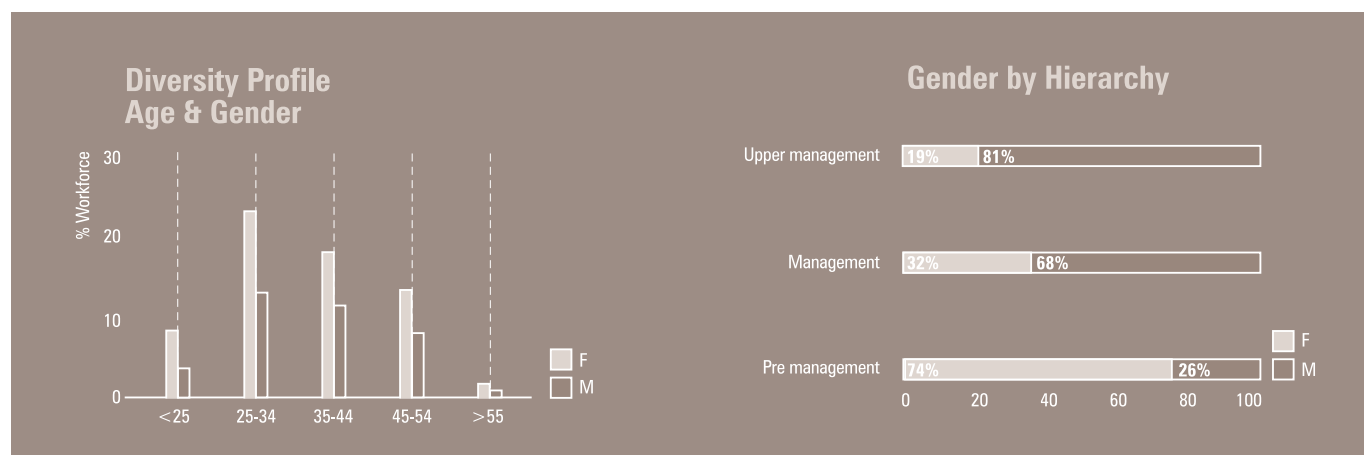 Diversity Profile
Age & Gender
% Workforce
30
20
10
0
<25 25-34 35-44 45-54 >55
F
M
Gender by Hierarchy
Upper management 19% 81%
Management 32% 68%
Pre management 74% 26%
0 20 40 60 80 100
F
M